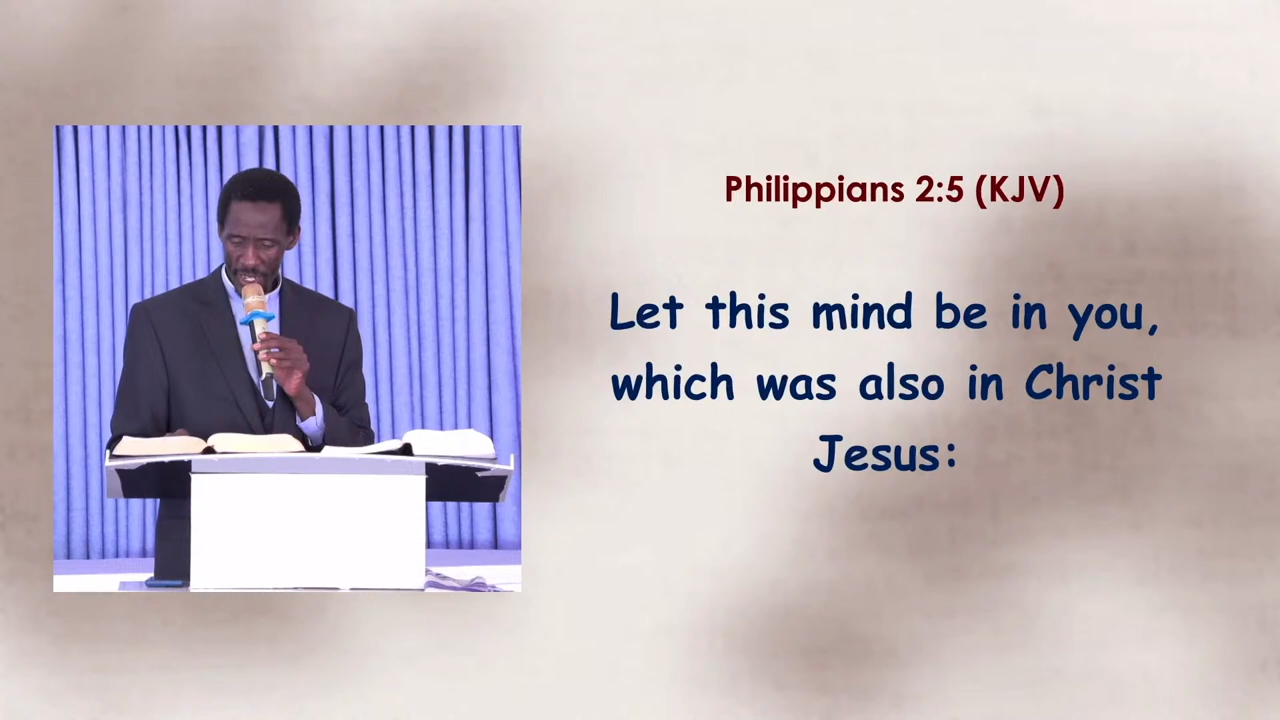 Philippians 2:5 (KJV)
Let this mind be in you,
which was also in Christ
Jesus: